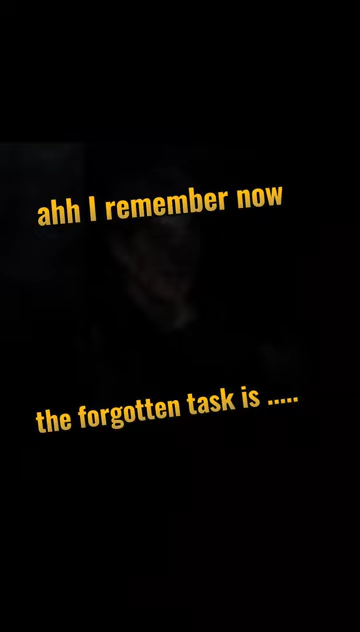 ahh I remember now
the forgotten task is .....